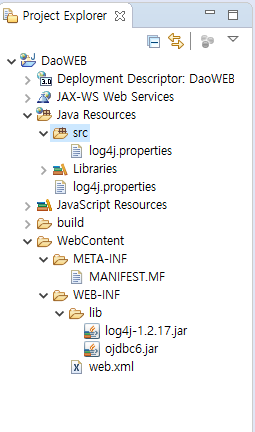 Project Explorer
DaoWEB
3.0 Deployment Descriptor: DaoWEB
JAX-WS Web Services
Java Resources
src
log4j.properties
Libraries
log4j.properties
JavaScript Resources
build
WebContent
META-INF
MANIFEST.MF
WEB-INF
lib
log4j-1.2.17.jar
ojdbc6.jar
X web.xml